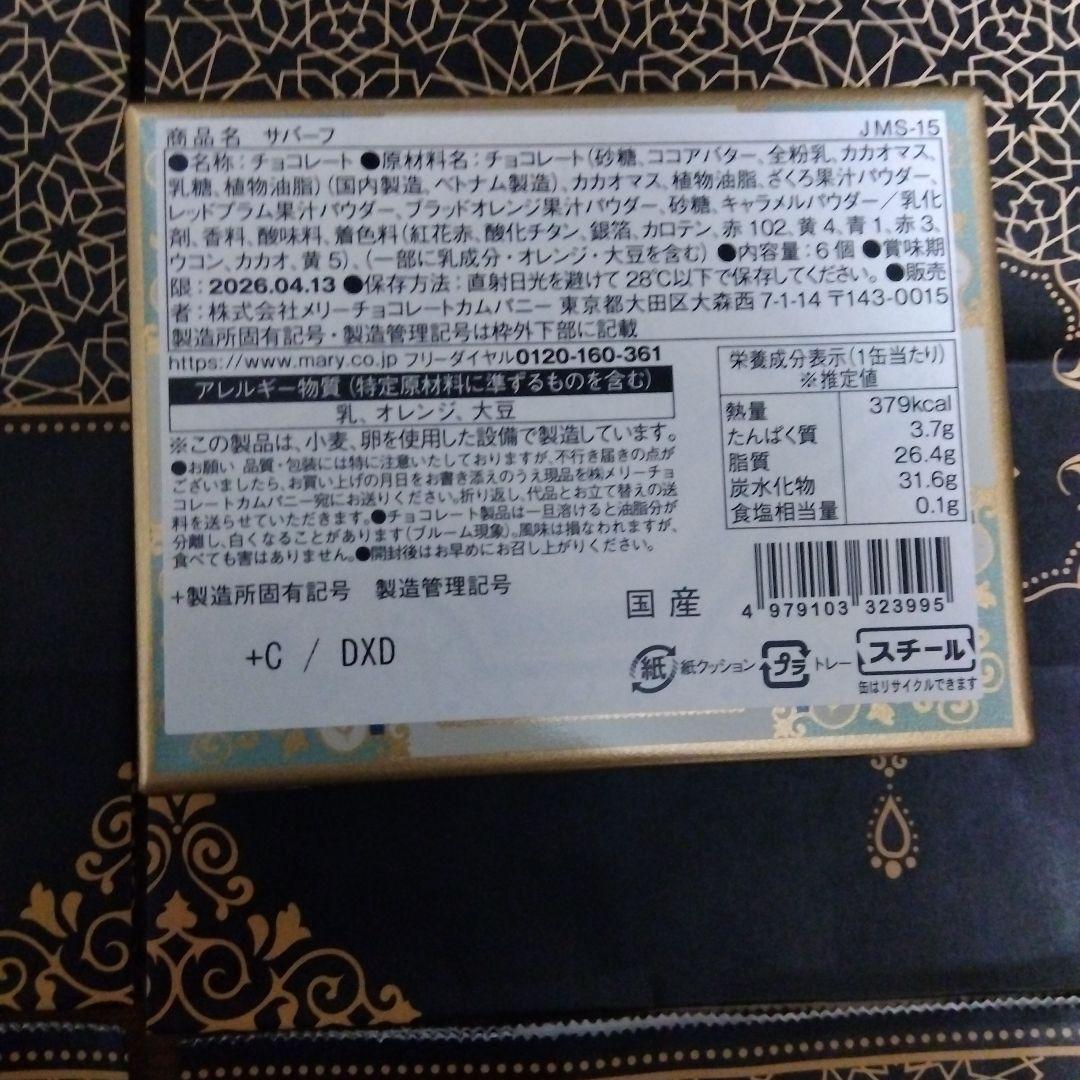 商品名 サバーフ JMS-15
●名称：チョコレート ●原材料名：チョコレート（砂糖、ココアバター、全粉乳、カカオマス、
乳糖、植物油脂）（国内製造、ベトナム製造）、カカオマス、植物油脂、ざくろ果汁パウダー、
レッドプラム果汁パウダー、ブラッドオレンジ果汁パウダー、砂糖、キャラメルパウダー／乳化
剤、香料、酸味料、着色料（紅花赤、酸化チタン、銀箔、カロテン、赤102、黄4、青1、赤3、
ウコン、カカオ、黄5）、（一部に乳成分・オレンジ・大豆を含む） ●内容量：6個 ●賞味期
限：2026.04.13 ●保存方法：直射日光を避けて28℃以下で保存してください。 ●販売
者：株式会社メリーチョコレートカムパニー 東京都大田区大森西7-1-14 〒143-0015
製造所固有記号・製造管理記号は枠外下部に記載
https://www.mary.co.jp フリーダイヤル0120-160-361
アレルギー物質（特定原材料に準ずるものを含む）
乳、オレンジ、大豆
※この製品は、小麦、卵を使用した設備で製造しています。
●お願い 品質・包装には特に注意いたしておりますが、不行き届きの点が
ございましたら、お買い上げの月日をお書き添えのうえ現品を㈱メリーチョ
コレートカムパニー宛にお送りください。折り返し、代品とお立て替えの送
料を送らせていただきます。●チョコレート製品は一旦溶けると油脂分が
分離し、白くなることがあります（ブルーム現象）。風味は損なわれますが、
食べても害はありません。●開封後はお早めにお召し上がりください。
+製造所固有記号 製造管理記号
+C / DXD
栄養成分表示（1缶当たり）
※推定値
熱量 379kcal
たんぱく質 3.7g
脂質 26.4g
炭水化物 31.6g
食塩相当量 0.1g
国産
4 979103 323995
紙 紙クッション プラ トレー スチール
缶はリサイクルできます